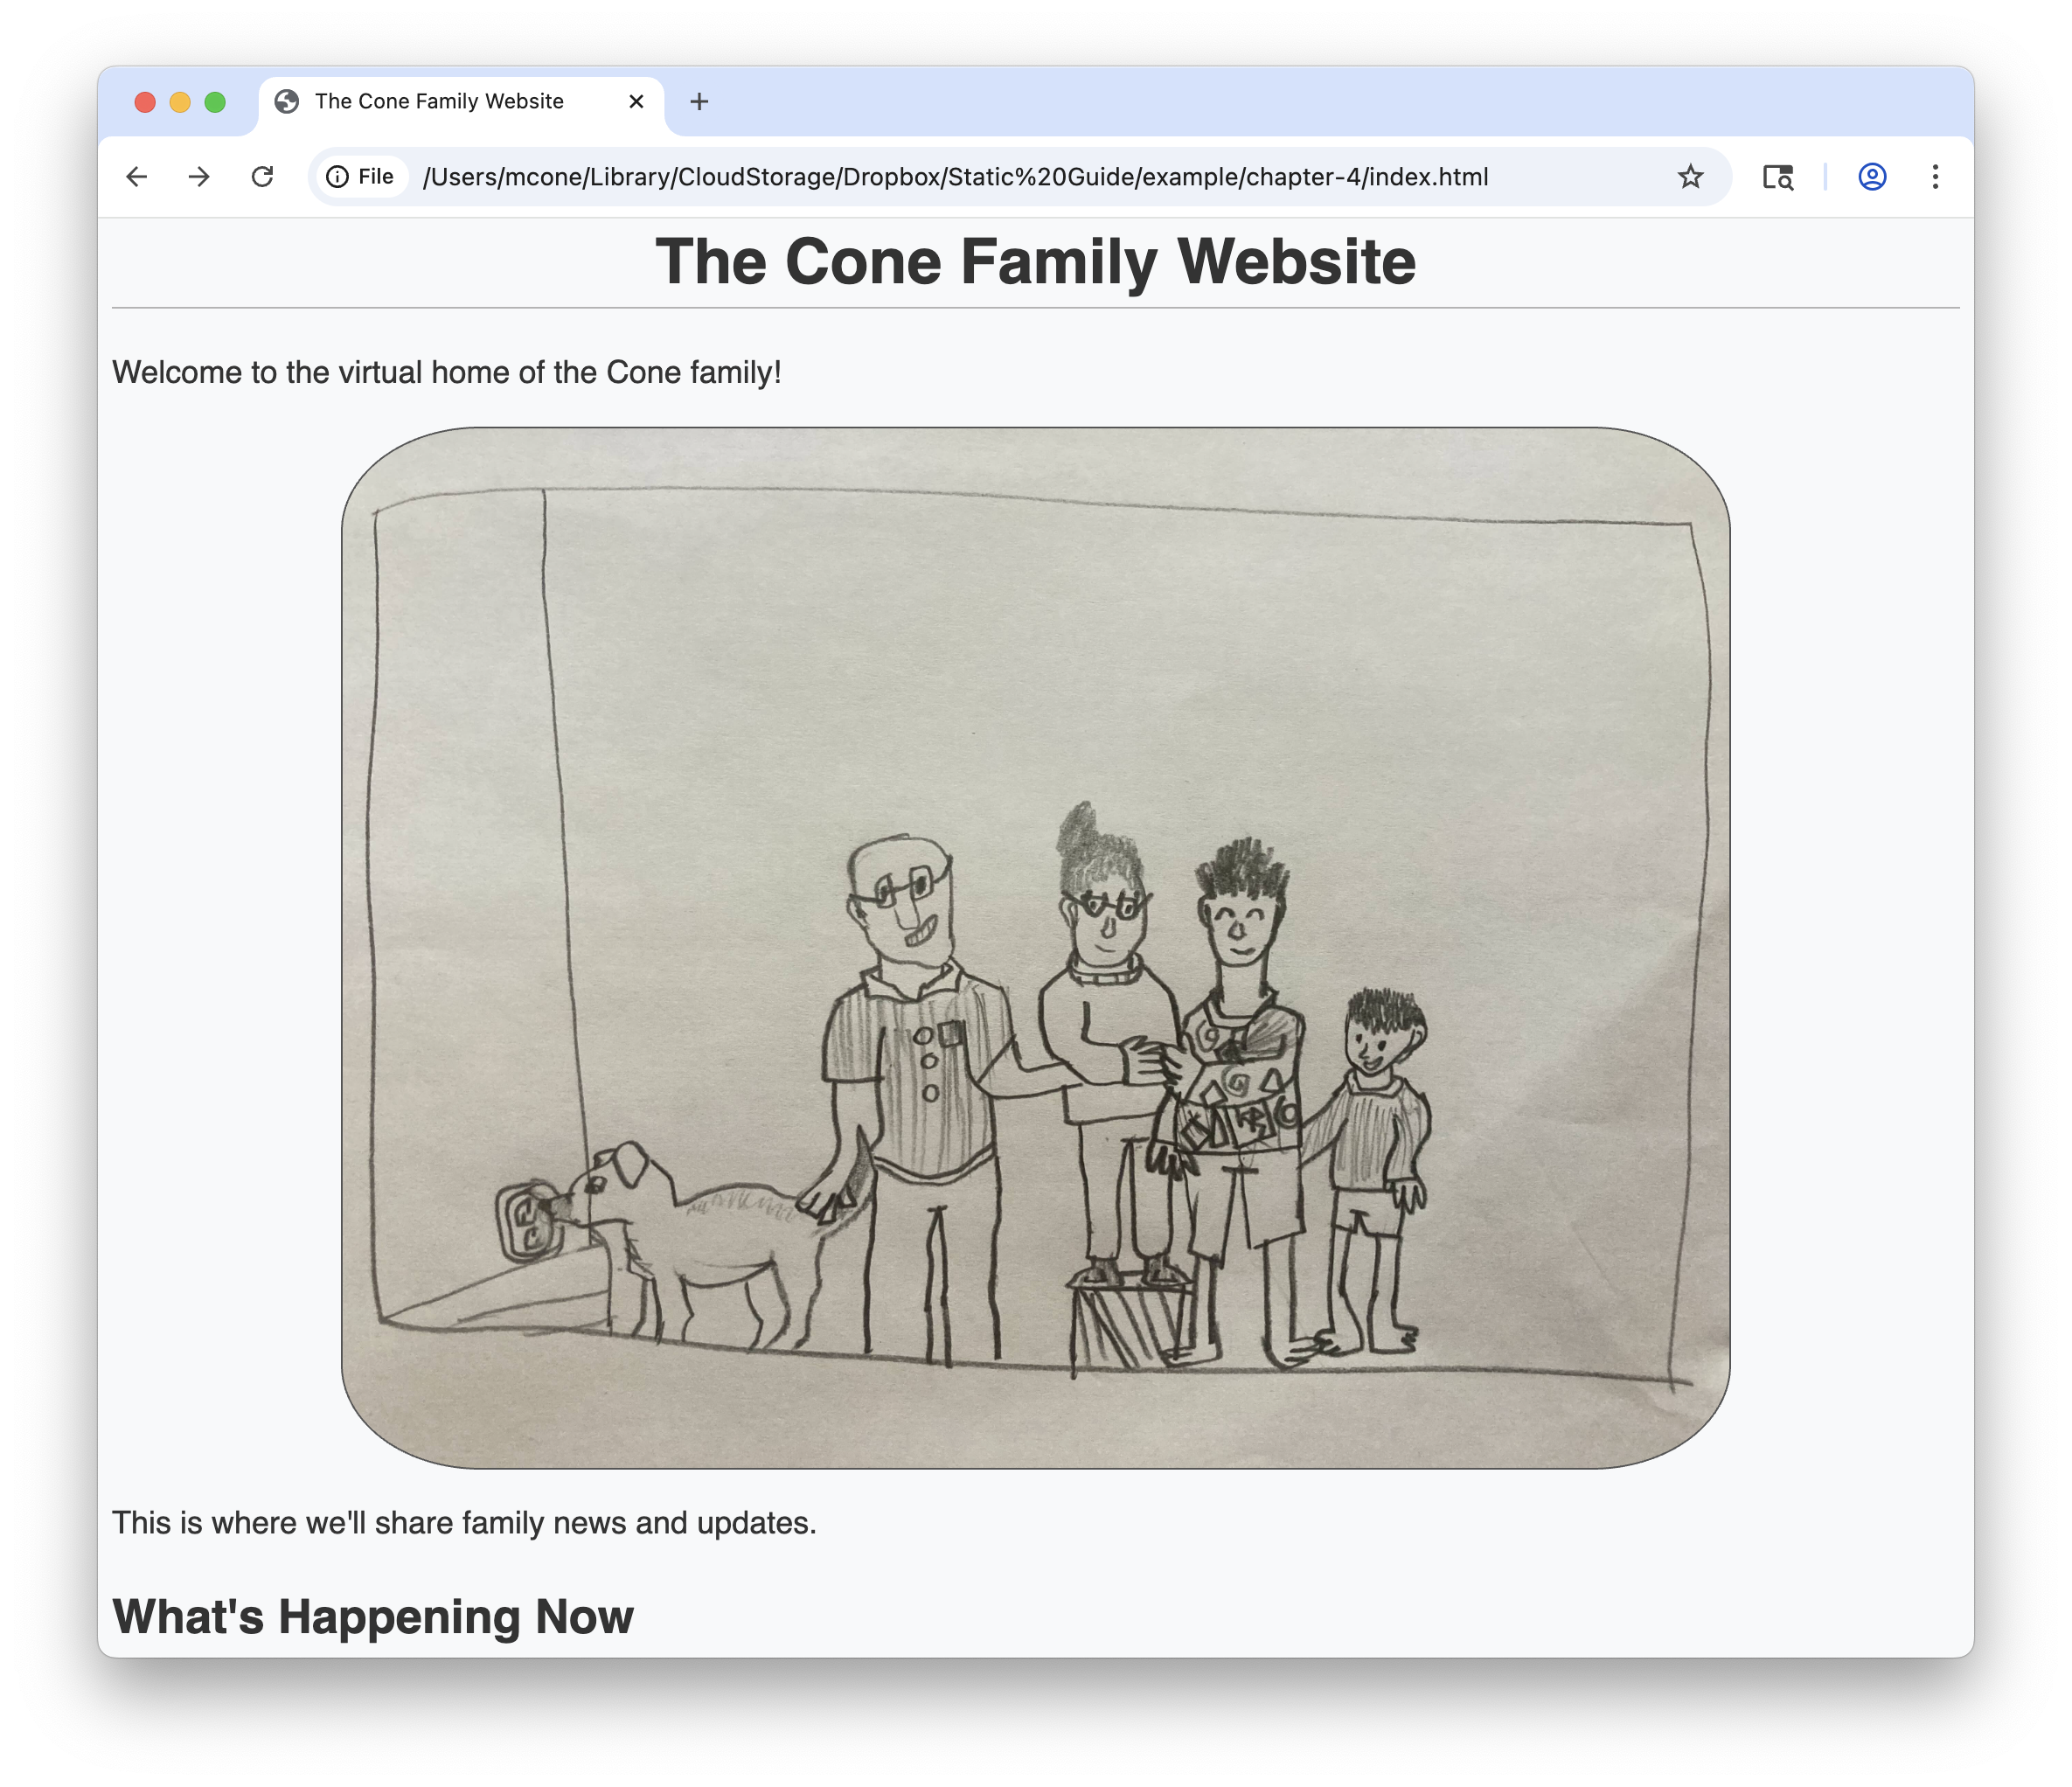 The Cone Family Website
File /Users/mcone/Library/CloudStorage/Dropbox/Static%20Guide/example/chapter-4/index.html
The Cone Family Website
Welcome to the virtual home of the Cone family!
This is where we'll share family news and updates.
What's Happening Now